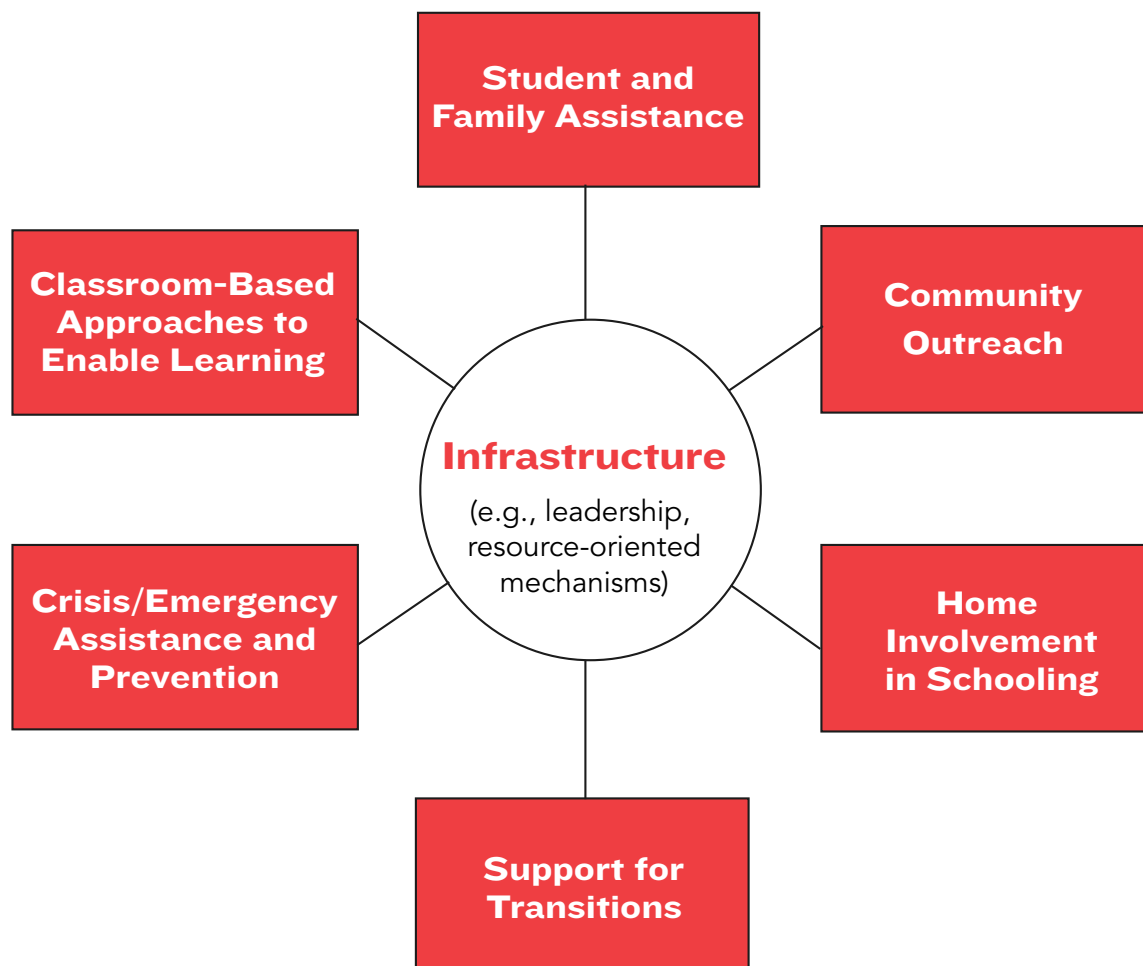 Student and
Family Assistance
Classroom-Based
Approaches to
Enable Learning
Community
Outreach
Infrastructure
(e.g., leadership,
resource-oriented
mechanisms)
Crisis/Emergency
Assistance and
Prevention
Home
Involvement
in Schooling
Support for
Transitions